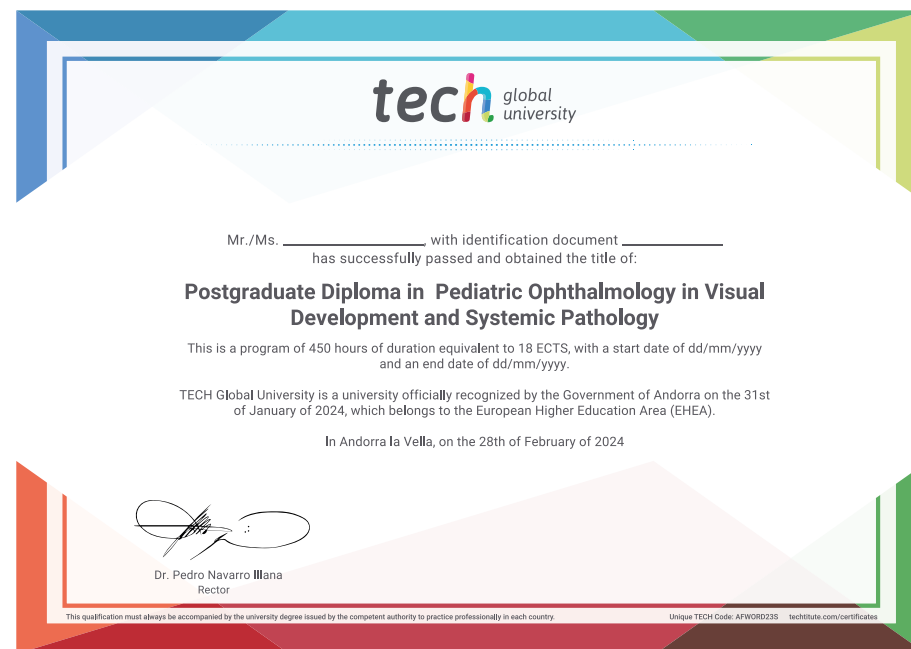 tech global university
Mr./Ms. ____________________, with identification document ______________
has successfully passed and obtained the title of:
Postgraduate Diploma in Pediatric Ophthalmology in Visual
Development and Systemic Pathology
This is a program of 450 hours of duration equivalent to 18 ECTS, with a start date of dd/mm/yyyy
and an end date of dd/mm/yyyy.
TECH Global University is a university officially recognized by the Government of Andorra on the 31st
of January of 2024, which belongs to the European Higher Education Area (EHEA).
In Andorra la Vella, on the 28th of February of 2024
Dr. Pedro Navarro Illana
Rector
This qualification must always be accompanied by the university degree issued by the competent authority to practice professionally in each country.
Unique TECH Code: AFWORD23S techtitute.com/certificates